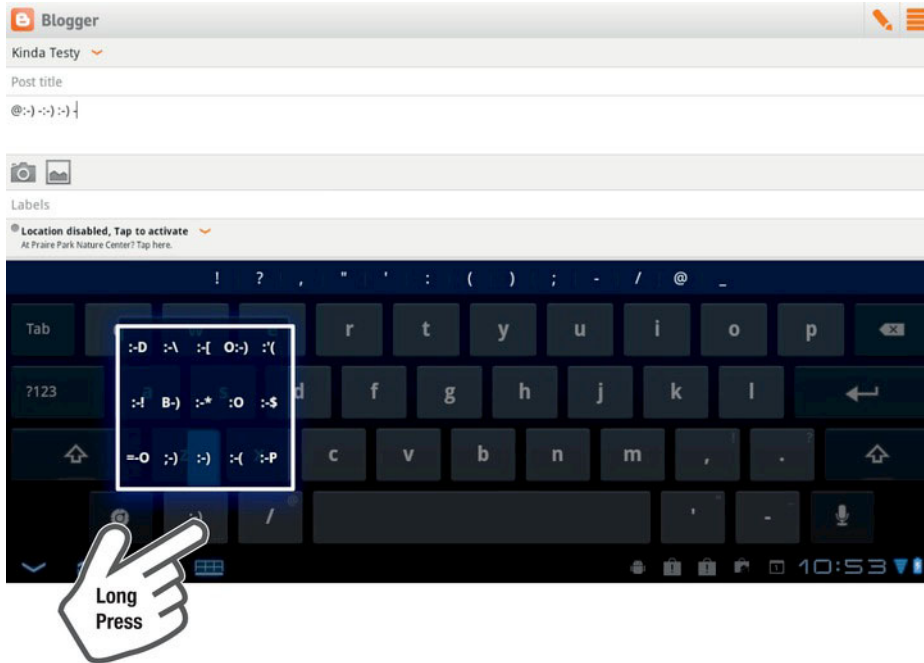 Blogger
Kinda Testy
Post title
@:-) -:-) :-) -
Labels
Location disabled, Tap to activate
At Praire Park Nature Center? Tap here.
! ? , " ' : ( ) ; - / @ _
Tab r t y u i o p
:-D :-\ :-[ O:-) :'(
?123 a s d f g h j k l
:-! B-) :-* :O :-$
c v b n m , ! . ?
=-O ;-) :-) :-( :-P
:-) / @ ' " - _
10:53
Long
Press